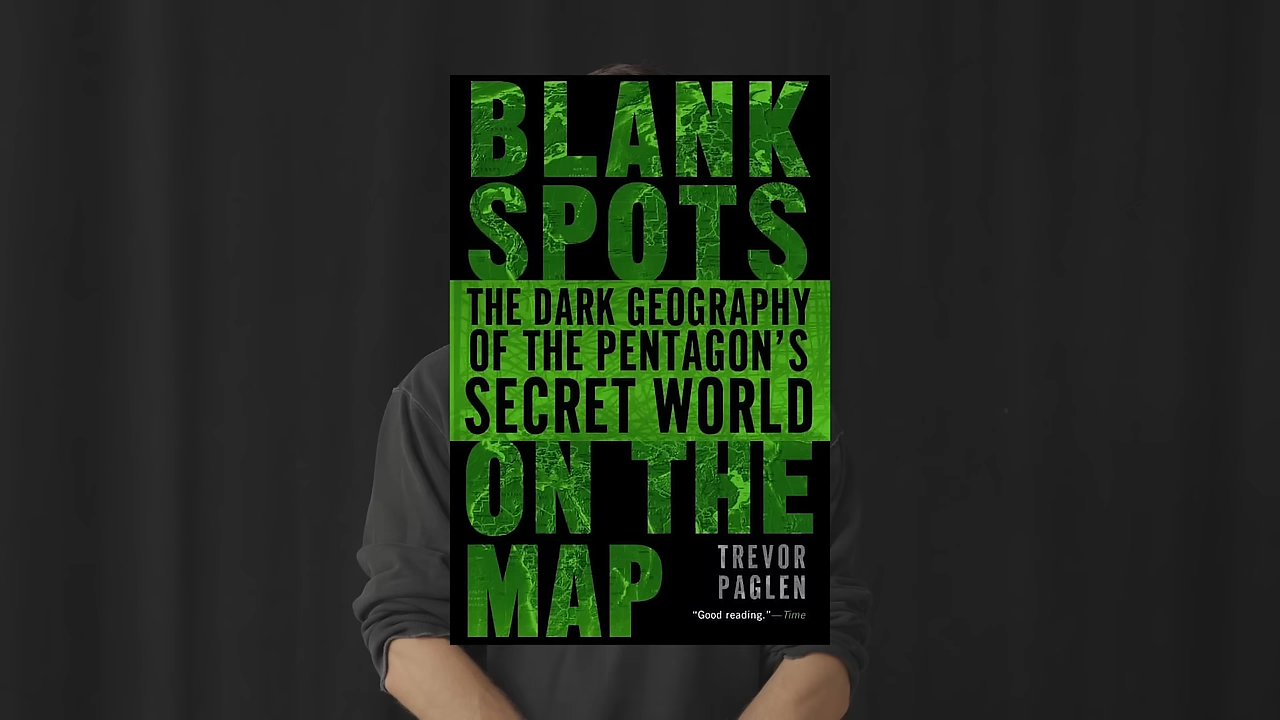 BLANK
SPOTS
THE DARK GEOGRAPHY
OF THE PENTAGON'S
SECRET WORLD
ON THE
MAP
TREVOR
PAGLEN
“Good reading.”—Time